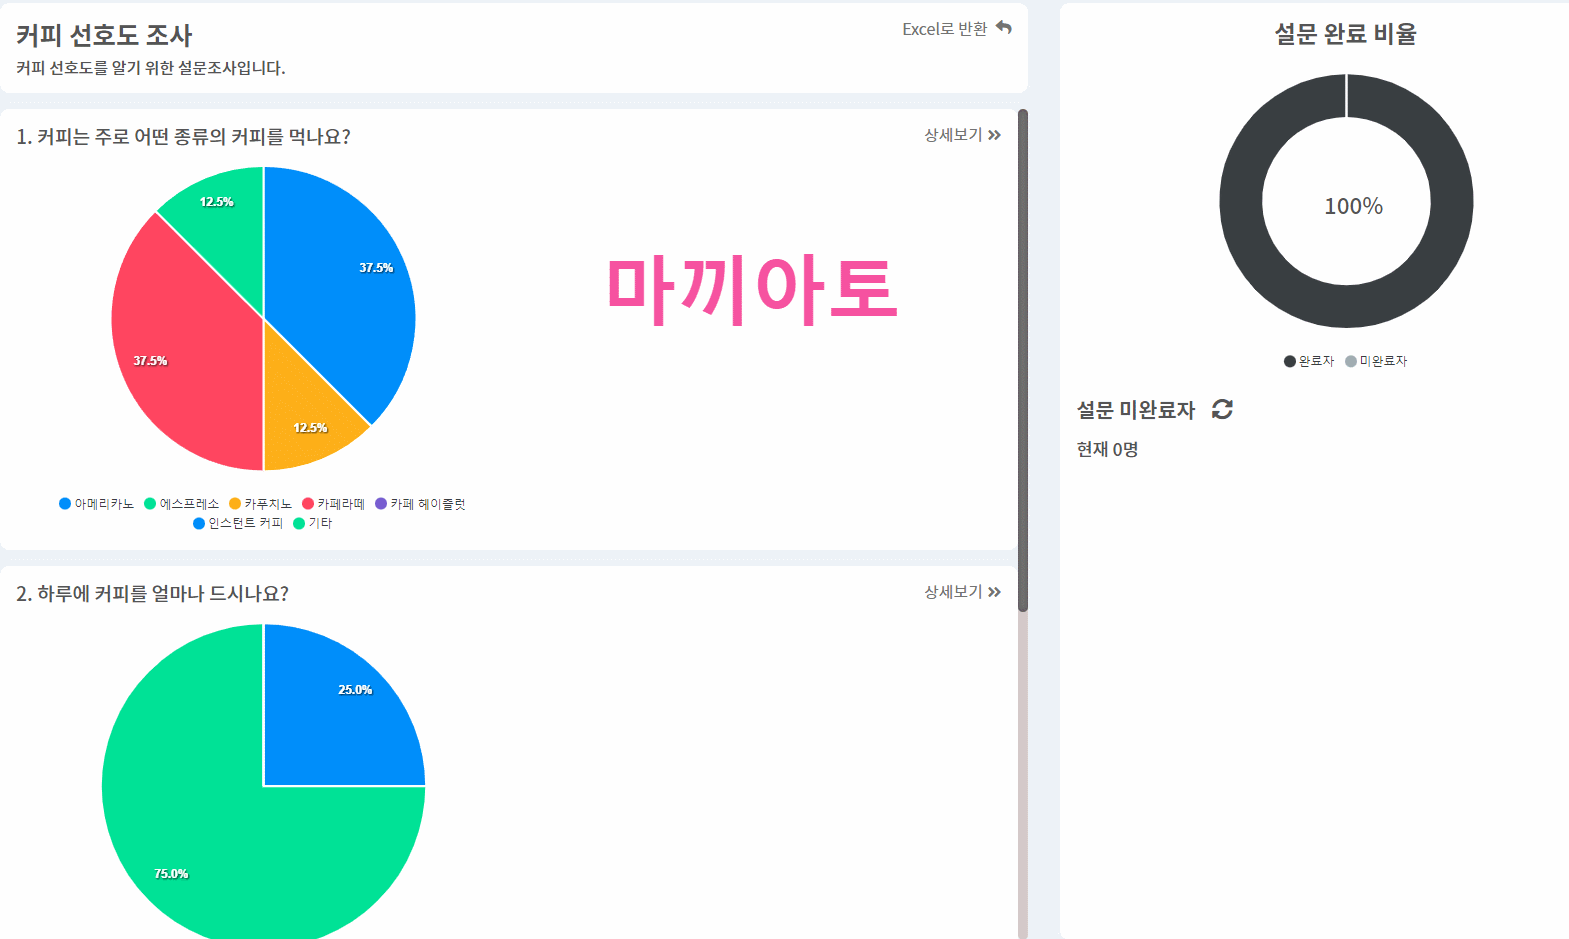 커피 선호도 조사
Excel로 반환
커피 선호도를 알기 위한 설문조사입니다.
1. 커피는 주로 어떤 종류의 커피를 먹나요?
상세보기
12.5%
37.5%
37.5%
12.5%
마끼아토
아메리카노 에스프레소 카푸치노 카페라떼 카페 헤이즐럿
인스턴트 커피 기타
2. 하루에 커피를 얼마나 드시나요?
상세보기
25.0%
75.0%
설문 완료 비율
100%
완료자 미완료자
설문 미완료자
현재 0명